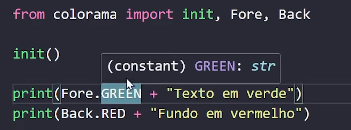 from colorama import init, Fore, Back
init()
(constant) GREEN: str
print(Fore.GREEN + "Texto em verde")
print(Back.RED + "Fundo em vermelho")